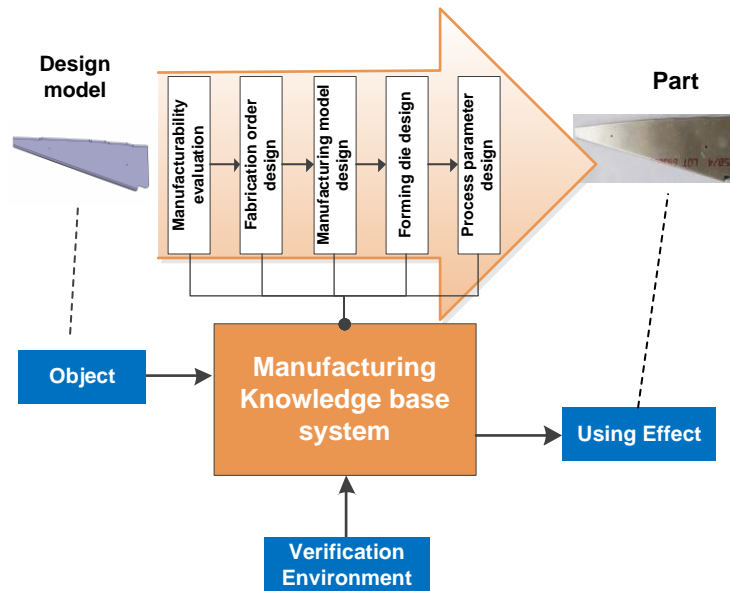 Design
model
Part
Manufacturability
evaluation
Fabrication order
design
Manufacturing model
design
Forming die design
Process parameter
design
Object
Manufacturing
Knowledge base
system
Using Effect
Verification
Environment